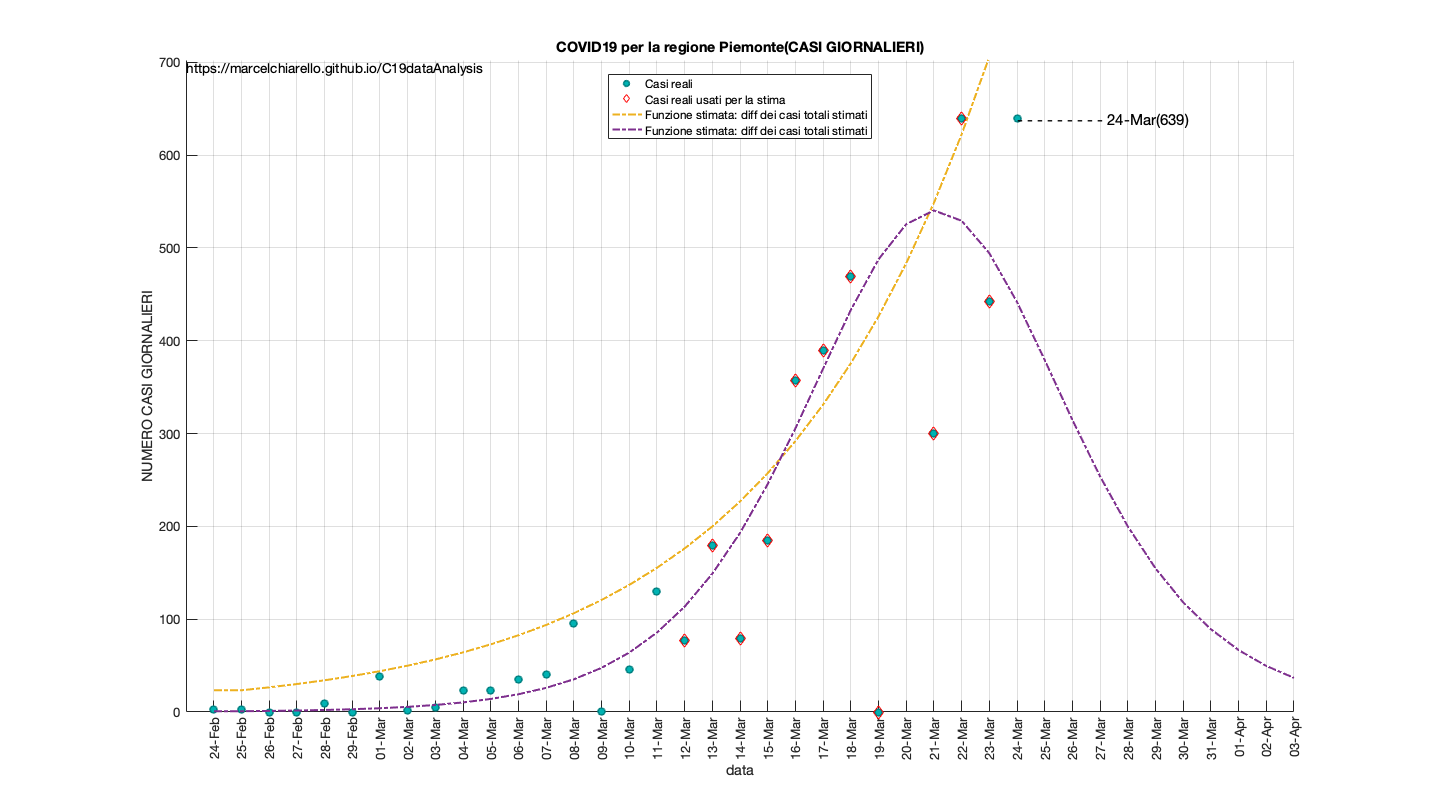 COVID19 per la regione Piemonte(CASI GIORNALIERI)
https://marcelchiarello.github.io/C19dataAnalysis
Casi reali
Casi reali usati per la stima
Funzione stimata: diff dei casi totali stimati
Funzione stimata: diff dei casi totali stimati
24-Mar(639)
NUMERO CASI GIORNALIERI
700
600
500
400
300
200
100
0
24-Feb
25-Feb
26-Feb
27-Feb
28-Feb
29-Feb
01-Mar
02-Mar
03-Mar
04-Mar
05-Mar
06-Mar
07-Mar
08-Mar
09-Mar
10-Mar
11-Mar
12-Mar
13-Mar
14-Mar
15-Mar
16-Mar
17-Mar
18-Mar
19-Mar
20-Mar
21-Mar
22-Mar
23-Mar
24-Mar
25-Mar
26-Mar
27-Mar
28-Mar
29-Mar
30-Mar
31-Mar
01-Apr
02-Apr
03-Apr
data